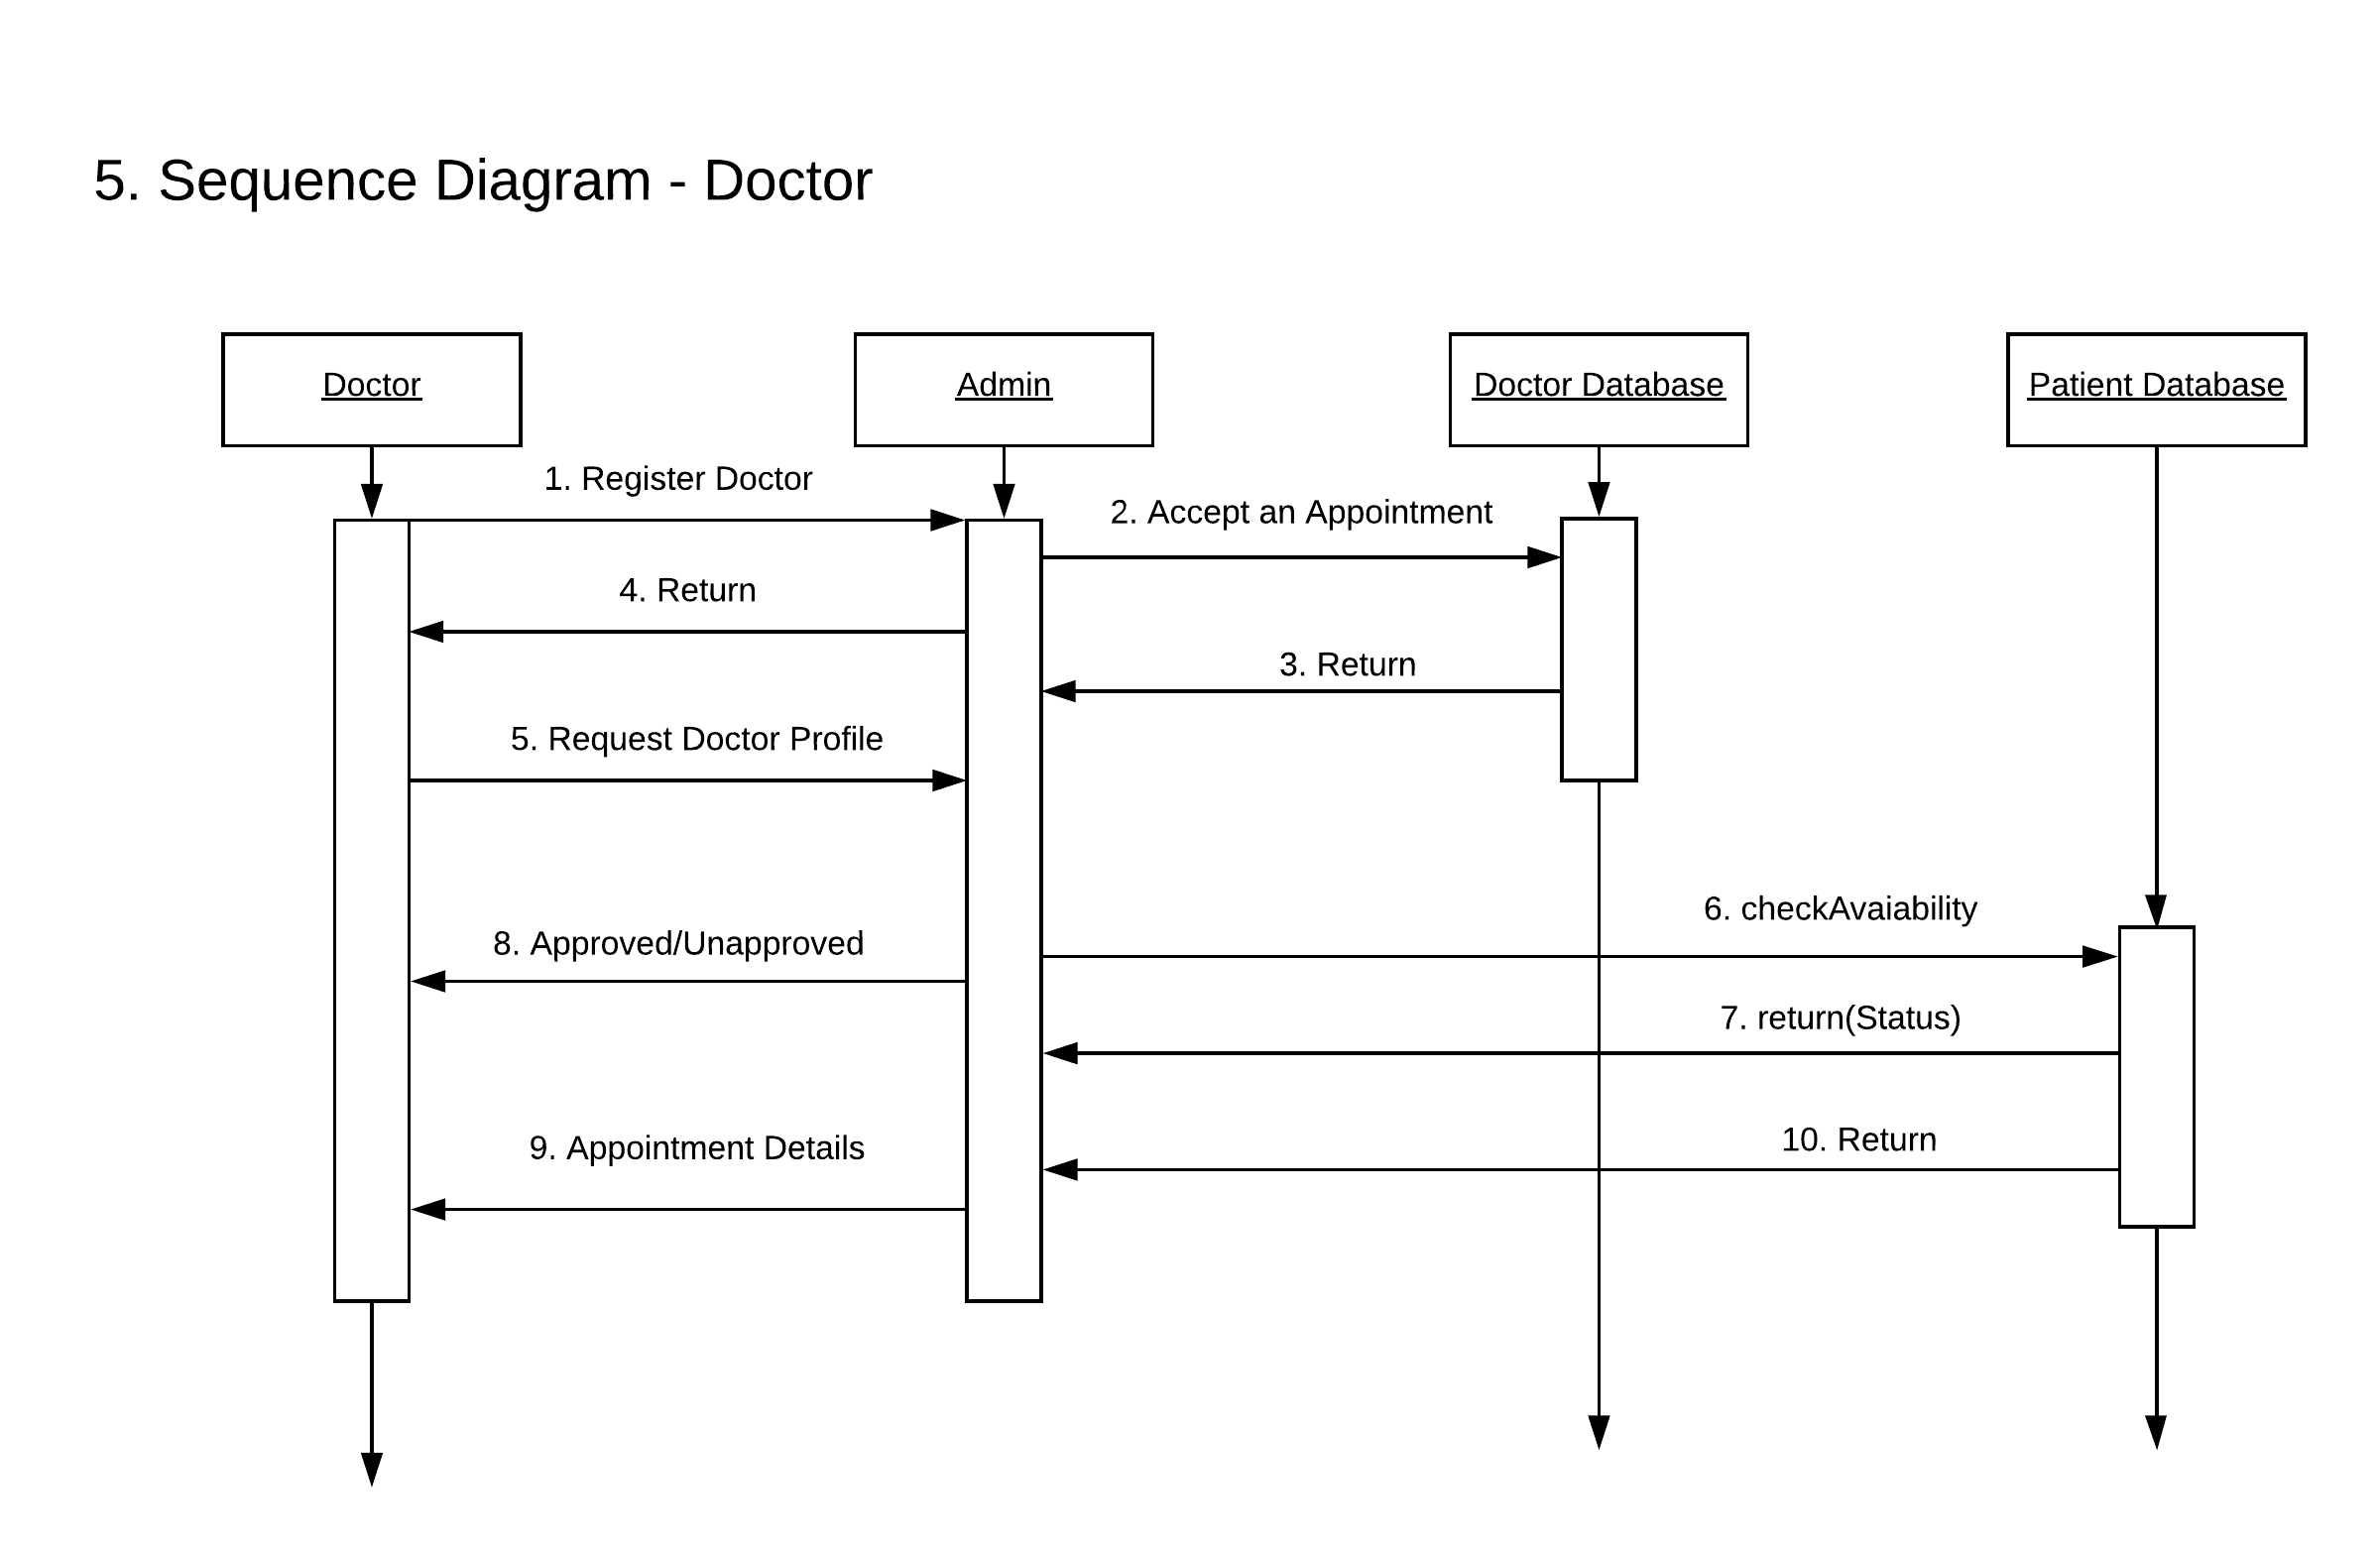 5. Sequence Diagram - Doctor
Doctor
Admin
Doctor Database
Patient Database
1. Register Doctor
2. Accept an Appointment
4. Return
3. Return
5. Request Doctor Profile
6. checkAvaiability
8. Approved/Unapproved
7. return(Status)
10. Return
9. Appointment Details